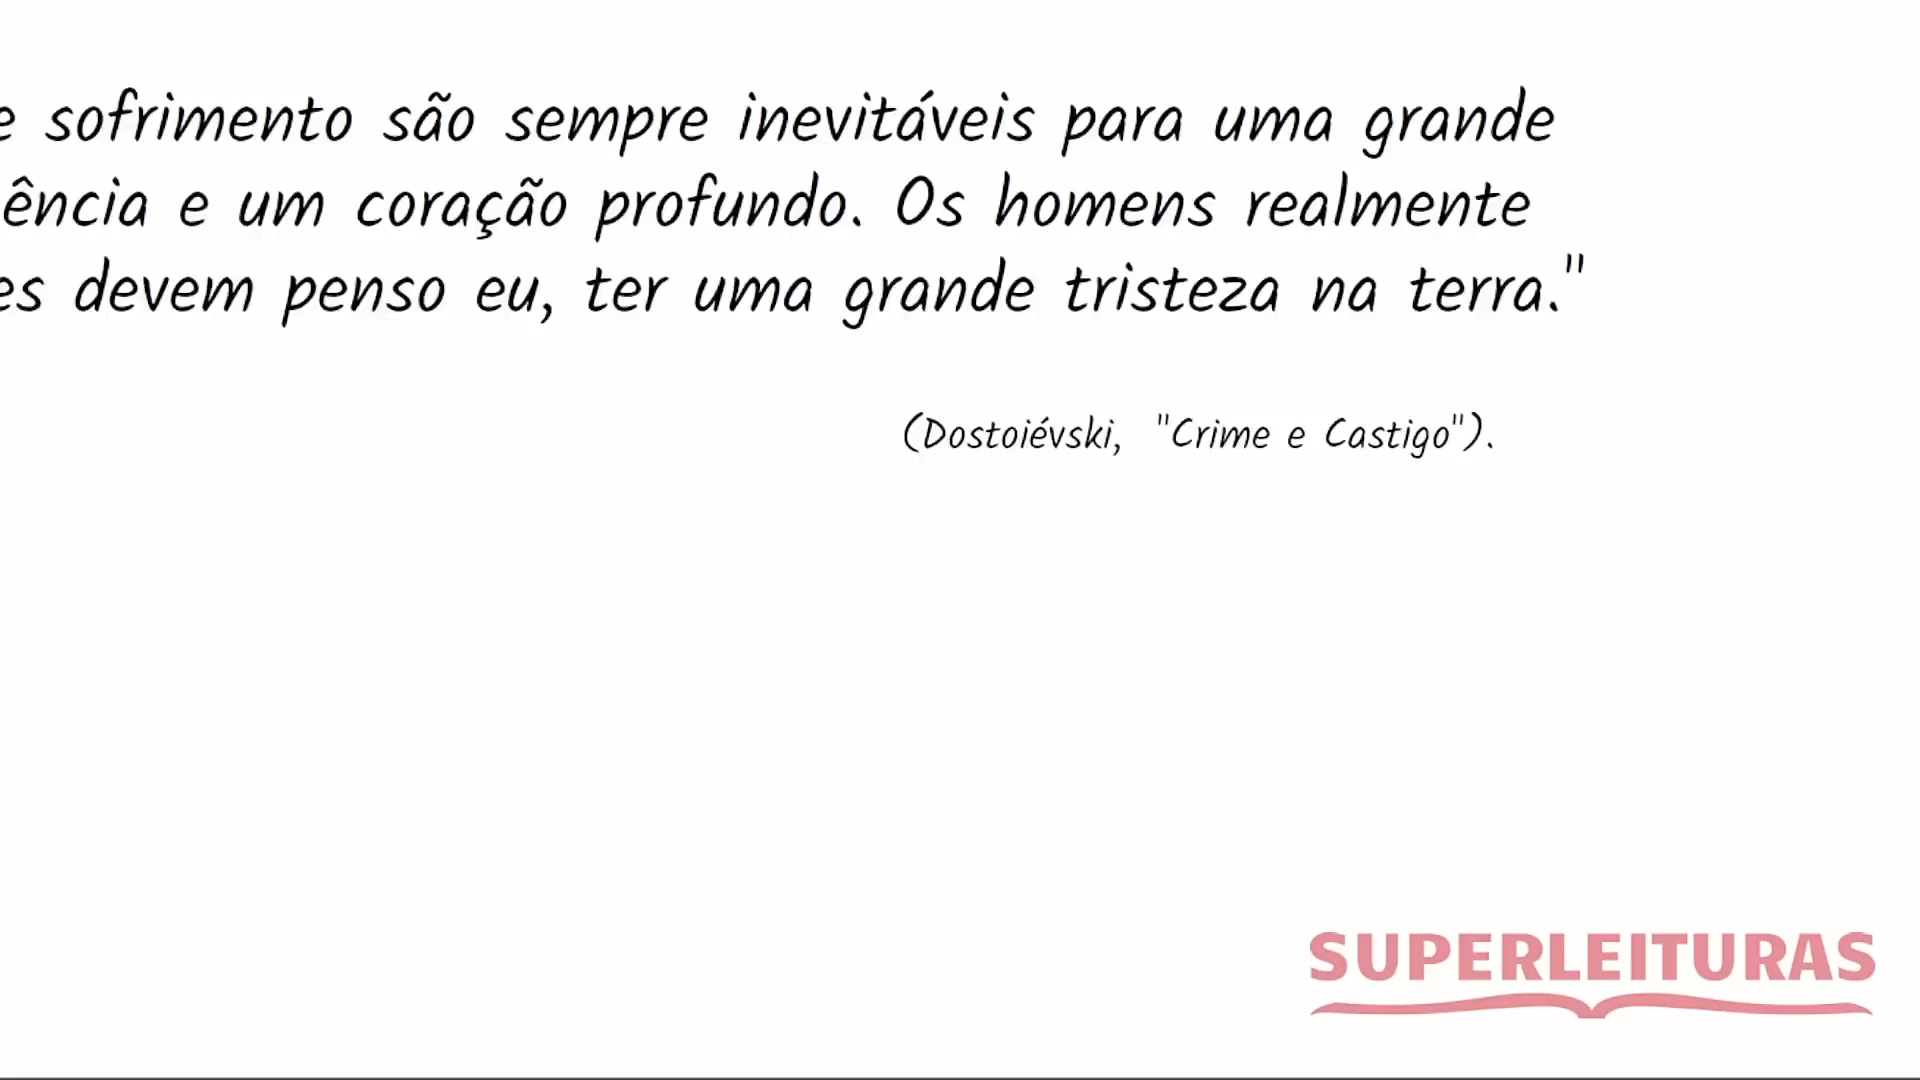 e sofrimento são sempre inevitáveis para uma grande
ência e um coração profundo. Os homens realmente
es devem penso eu, ter uma grande tristeza na terra."
(Dostoiévski, "Crime e Castigo").
SUPERLEITURAS